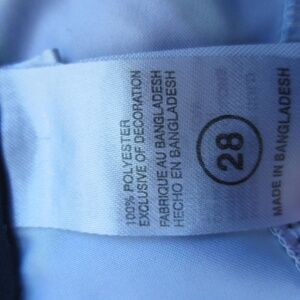 100% POLYESTER
EXCLUSIVE OF DECORATION
FABRIQUE AU BANGLADESH
HECHO EN BANGLADESH
28
MADE IN BANGLADESH